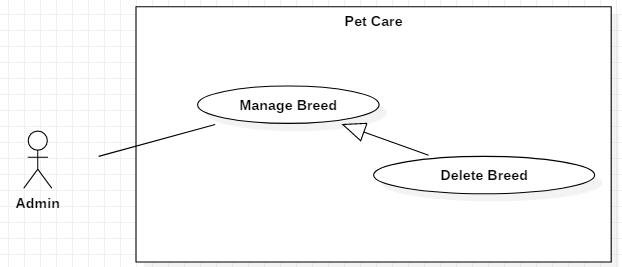 Pet Care
Manage Breed
Delete Breed
Admin